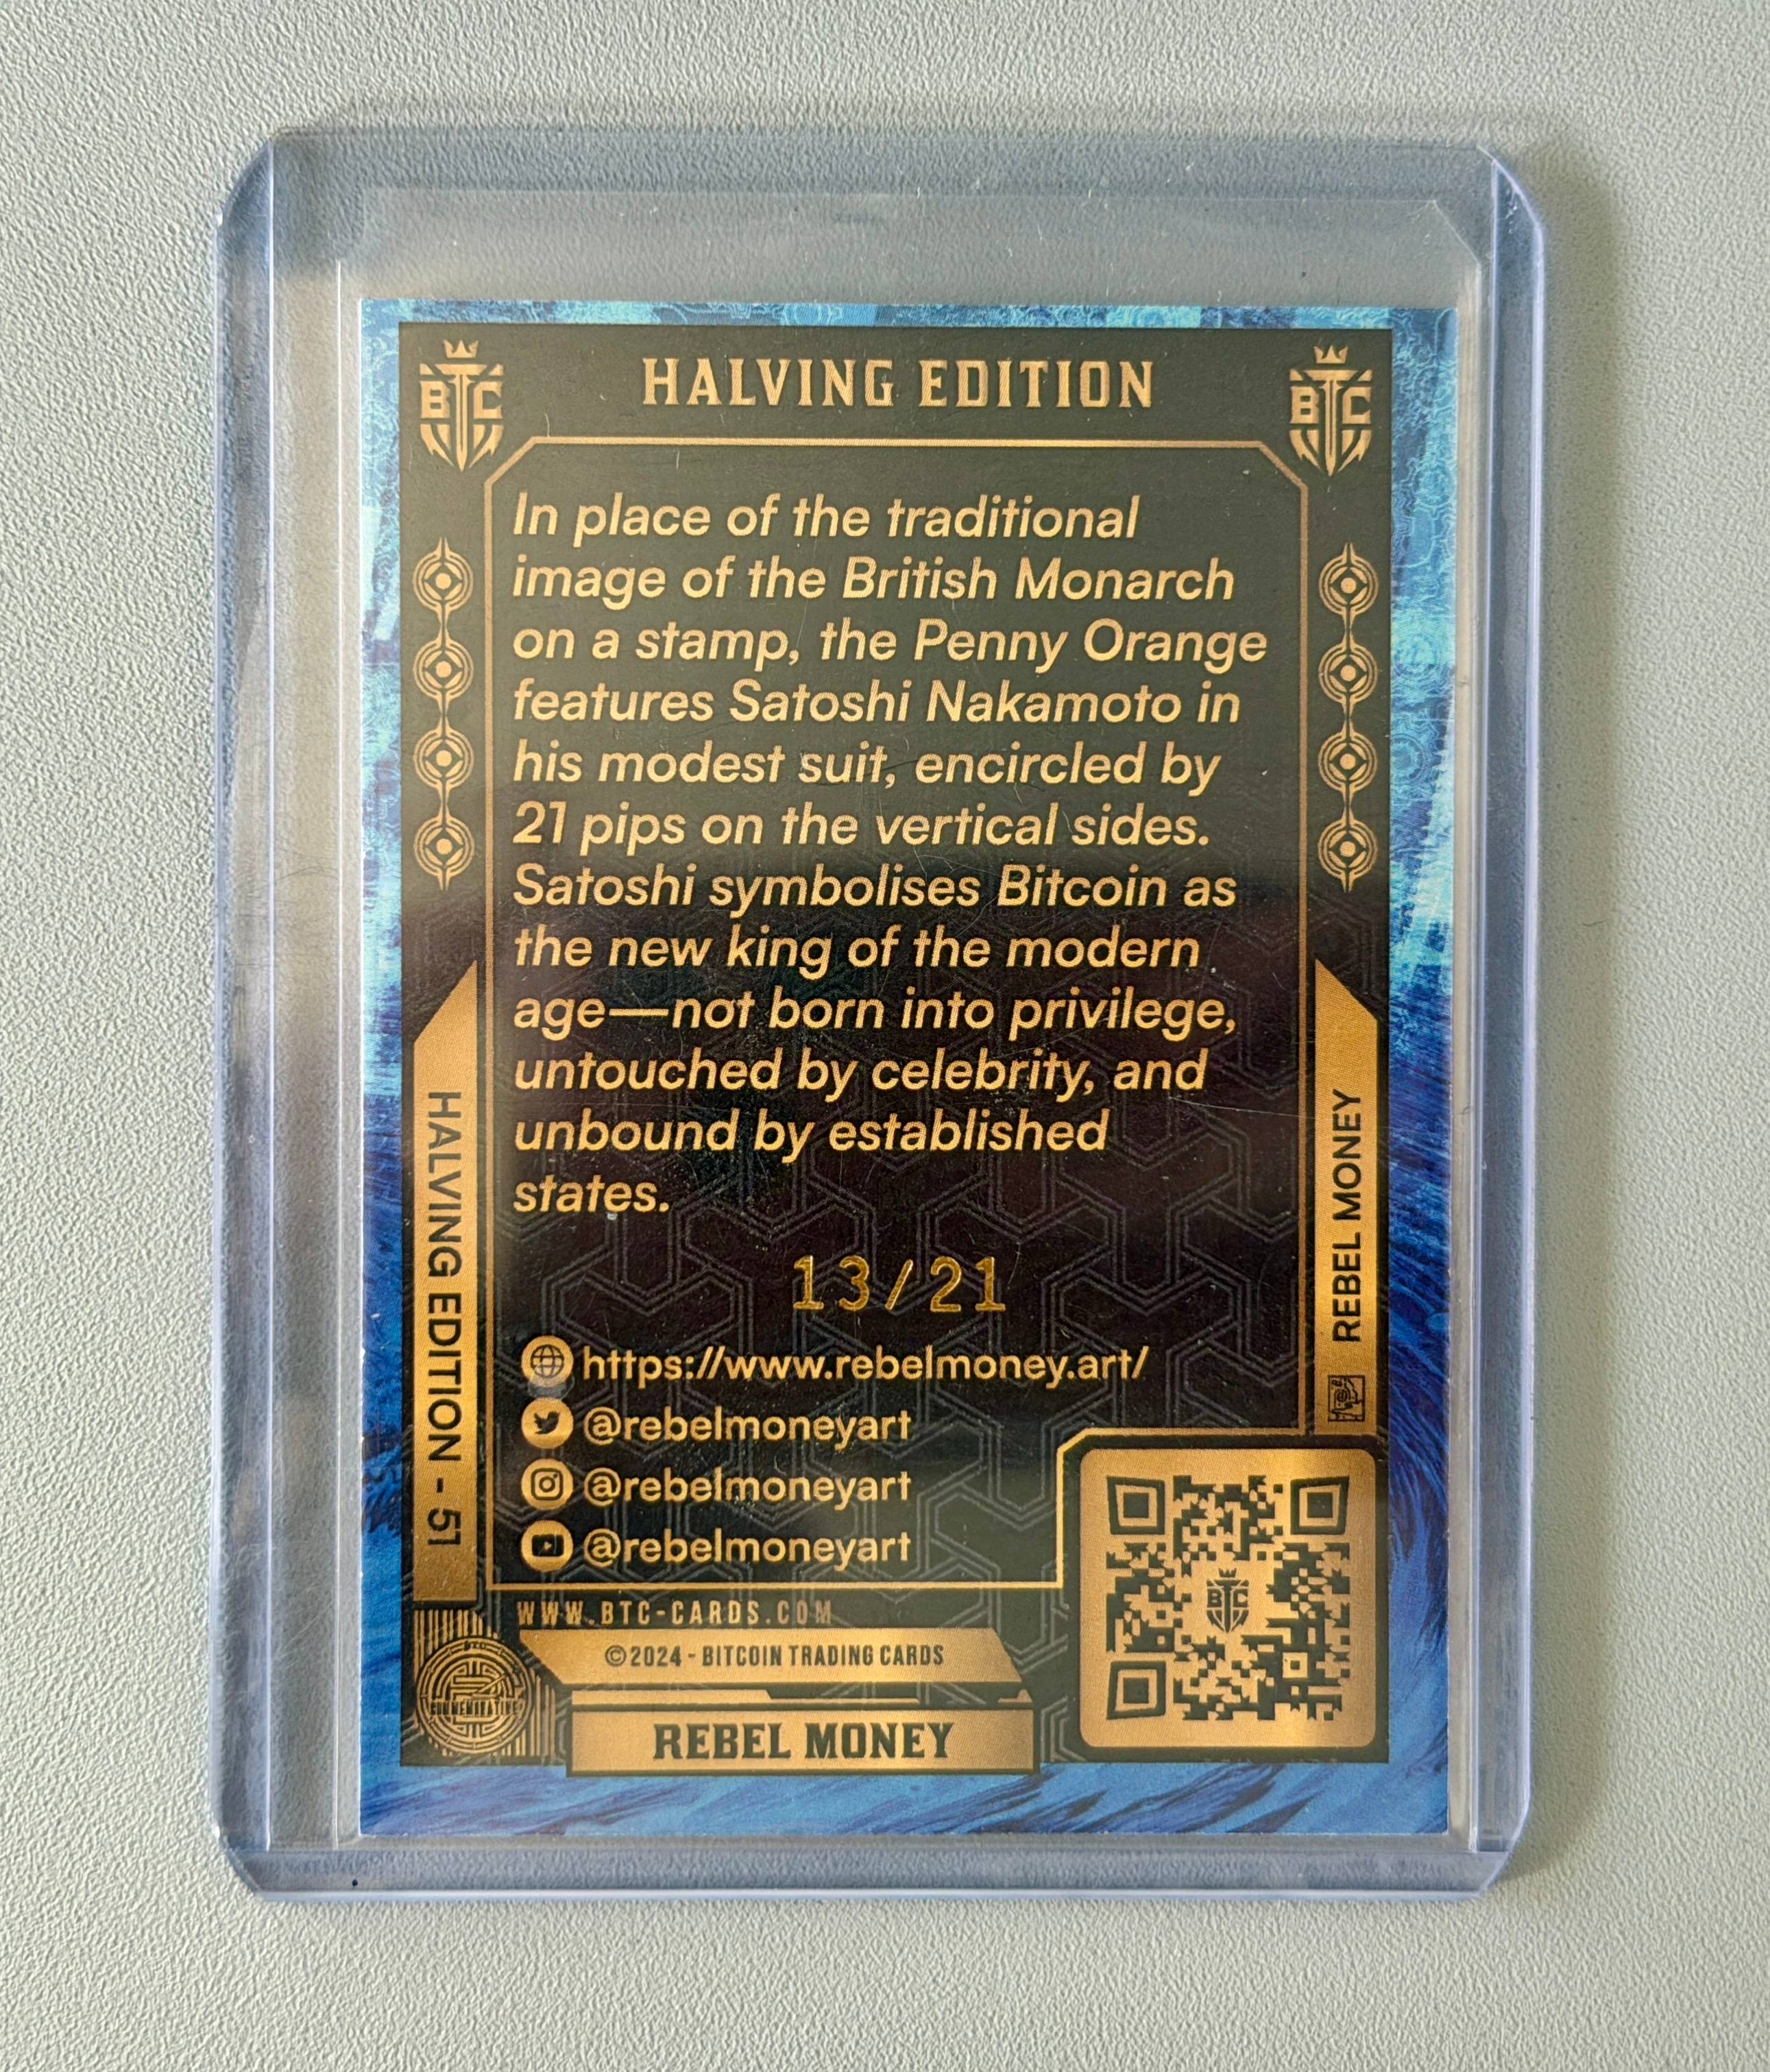 BTC
HALVING EDITION
BTC
In place of the traditional
image of the British Monarch
on a stamp, the Penny Orange
features Satoshi Nakamoto in
his modest suit, encircled by
21 pips on the vertical sides.
Satoshi symbolises Bitcoin as
the new king of the modern
age—not born into privilege,
untouched by celebrity, and
unbound by established
states.
13/21
https://www.rebelmoney.art/
@rebelmoneyart
@rebelmoneyart
@rebelmoneyart
HALVING EDITION - 51
REBEL MONEY
BTC
WWW.BTC-CARDS.COM
©2024 - BITCOIN TRADING CARDS
COMMEMORATIVE
REBEL MONEY